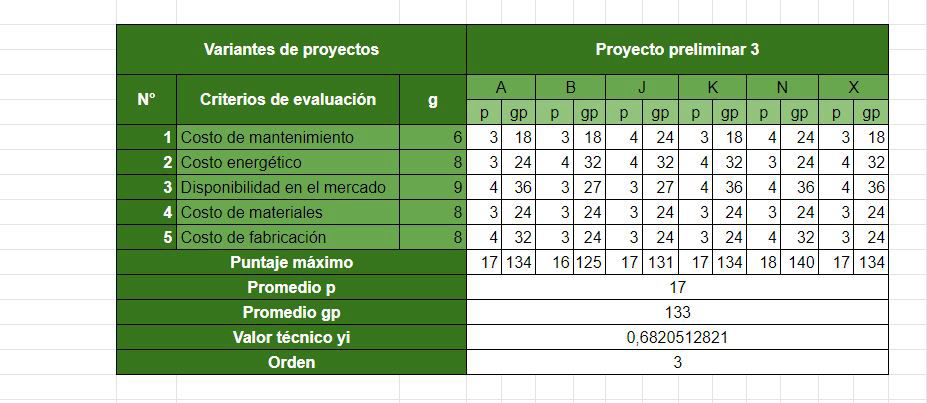 Variantes de proyectos Proyecto preliminar 3
N° Criterios de evaluación g A B J K N X
p gp p gp p gp p gp p gp p gp
1 Costo de mantenimiento 6 3 18 3 18 4 24 3 18 4 24 3 18
2 Costo energético 8 3 24 4 32 4 32 4 32 3 24 4 32
3 Disponibilidad en el mercado 9 4 36 3 27 3 27 4 36 4 36 4 36
4 Costo de materiales 8 3 24 3 24 3 24 3 24 3 24 3 24
5 Costo de fabricación 8 4 32 3 24 3 24 3 24 4 32 3 24
Puntaje máximo 17 134 16 125 17 131 17 134 18 140 17 134
Promedio p 17
Promedio gp 133
Valor técnico yi 0,6820512821
Orden 3